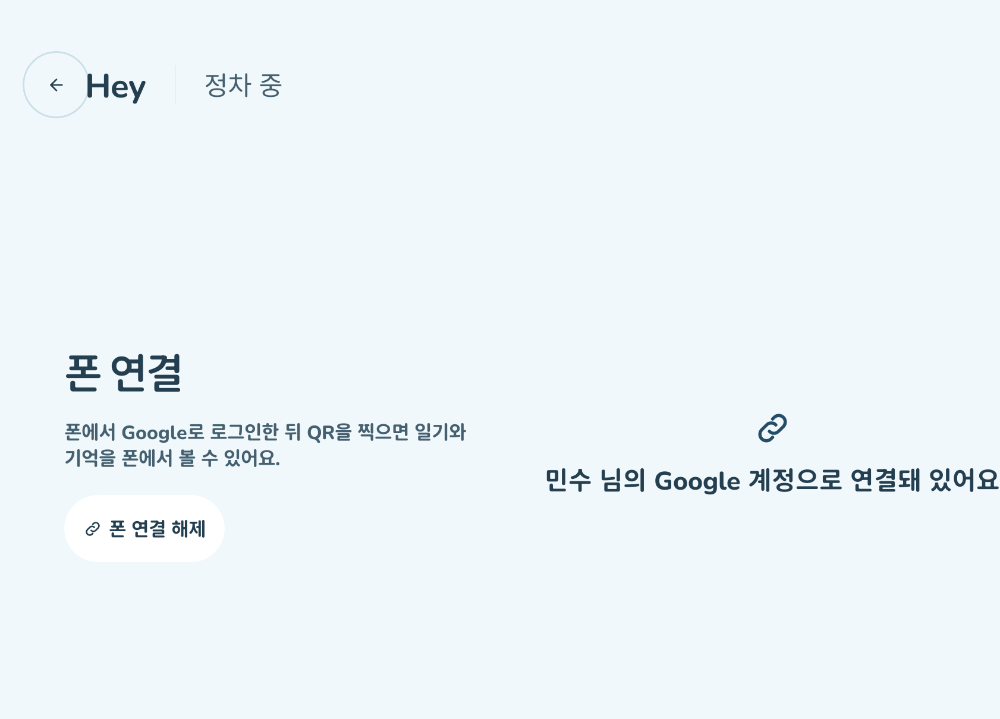 Hey
정차 중
폰 연결
폰에서 Google로 로그인한 뒤 QR을 찍으면 일기와
기억을 폰에서 볼 수 있어요.
폰 연결 해제
민수 님의 Google 계정으로 연결돼 있어요